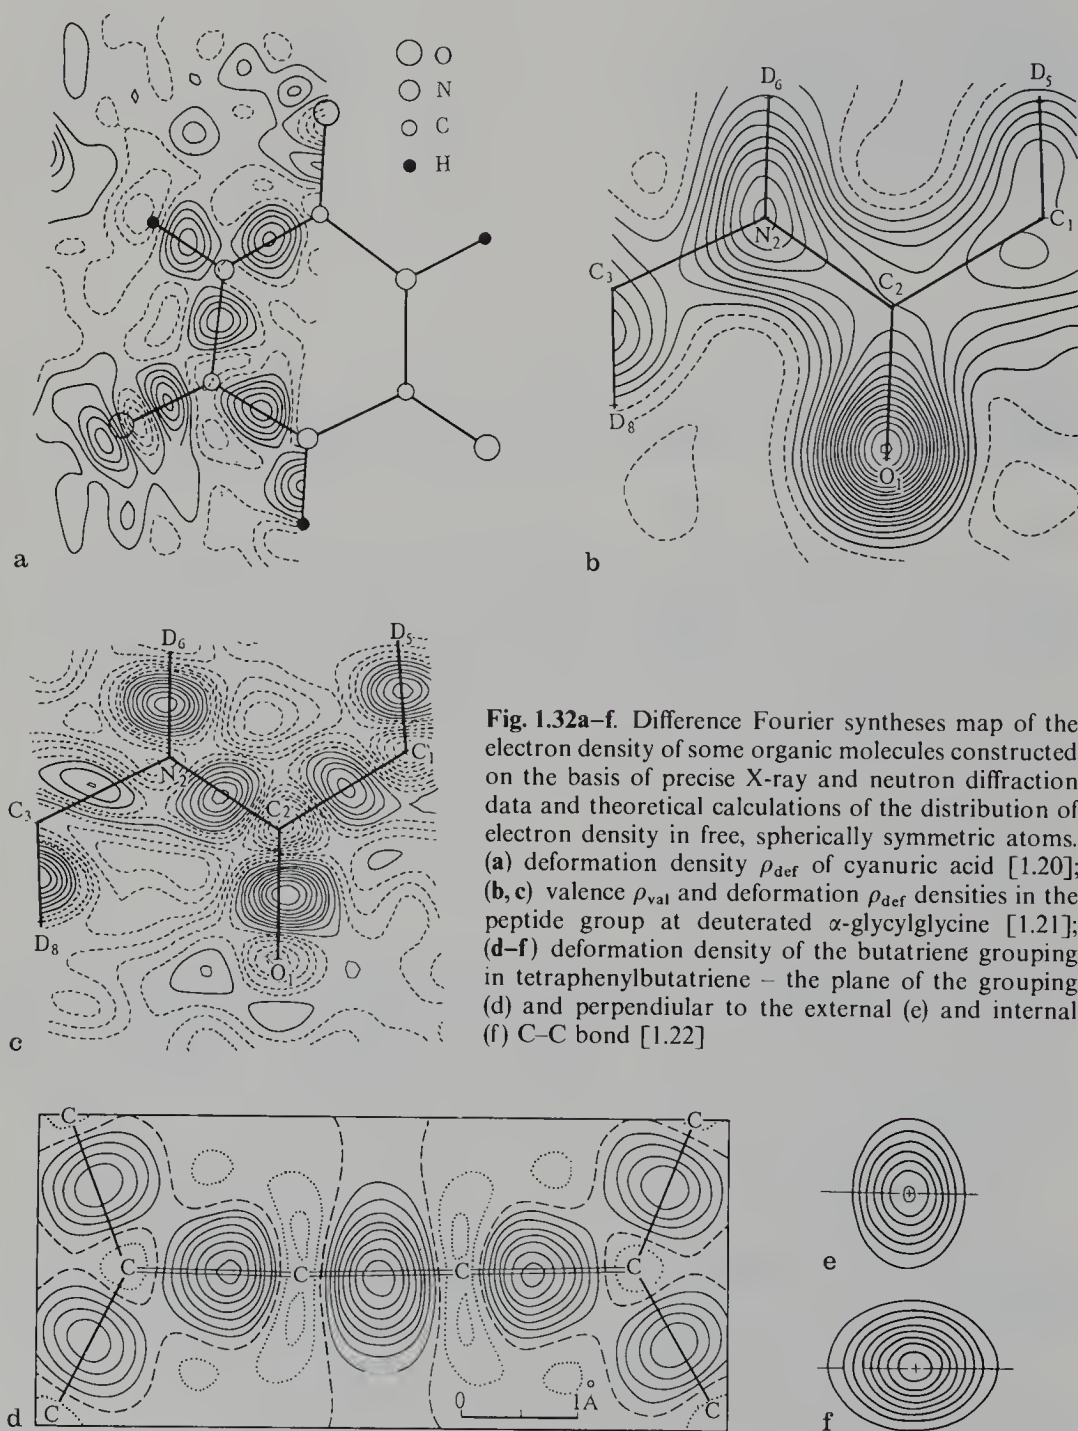 O
N
C
H
a
D₆
D₅
N₂
C₁
C₃
C₂
D₈
O₁
b
D₆
D₅
N₂
C₁
C₃
C₂
D₈
O₁
c
Fig. 1.32a–f. Difference Fourier syntheses map of the
electron density of some organic molecules constructed
on the basis of precise X-ray and neutron diffraction
data and theoretical calculations of the distribution of
electron density in free, spherically symmetric atoms.
(a) deformation density ρdef of cyanuric acid [1.20];
(b, c) valence ρval and deformation ρdef densities in the
peptide group at deuterated α-glycylglycine [1.21];
(d–f) deformation density of the butatriene grouping
in tetraphenylbutatriene – the plane of the grouping
(d) and perpendiular to the external (e) and internal
(f) C–C bond [1.22]
C C
C C C C
C C
0 1Å
d
e
f